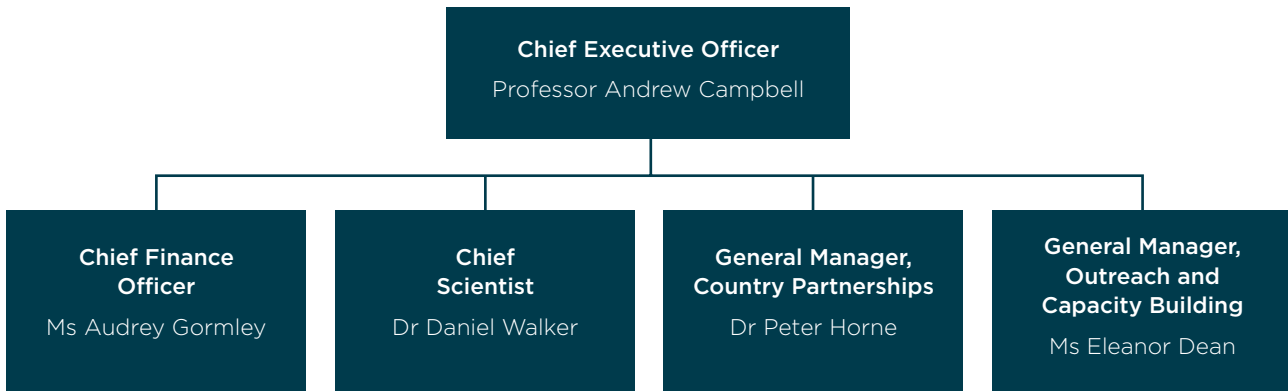 Chief Executive Officer
Professor Andrew Campbell
Chief Finance
Officer
Ms Audrey Gormley
Chief
Scientist
Dr Daniel Walker
General Manager,
Country Partnerships
Dr Peter Horne
General Manager,
Outreach and
Capacity Building
Ms Eleanor Dean